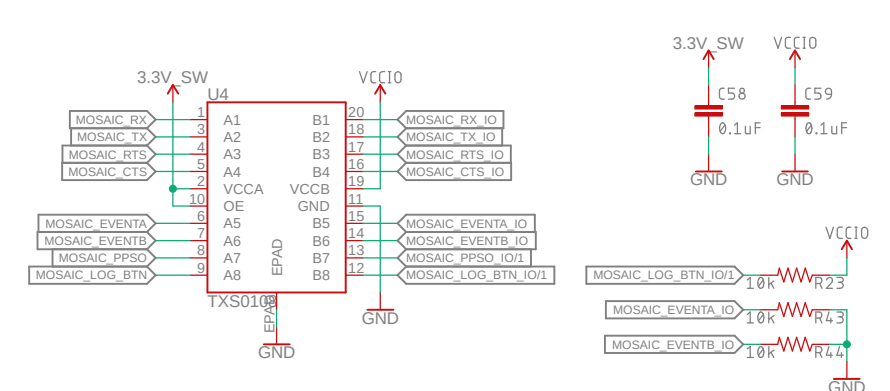 3.3V_SW
VCCIO
U4
MOSAIC_RX 1 A1 B1 20 MOSAIC_RX_IO
MOSAIC_TX 3 A2 B2 18 MOSAIC_TX_IO
MOSAIC_RTS 4 A3 B3 17 MOSAIC_RTS_IO
MOSAIC_CTS 5 A4 B4 16 MOSAIC_CTS_IO
2 VCCA VCCB 19
10 OE GND 11
MOSAIC_EVENTA 6 A5 B5 15 MOSAIC_EVENTA_IO
MOSAIC_EVENTB 7 A6 B6 14 MOSAIC_EVENTB_IO
MOSAIC_PPSO 8 A7 B7 13 MOSAIC_PPSO_IO/1
MOSAIC_LOG_BTN 9 A8 B8 12 MOSAIC_LOG_BTN_IO/1
EPAD
TXS0108
EPAD
GND
GND
3.3V_SW
C58
0.1uF
GND
VCCIO
C59
0.1uF
GND
VCCIO
MOSAIC_LOG_BTN_IO/1 10k R23
MOSAIC_EVENTA_IO 10k R43
MOSAIC_EVENTB_IO 10k R44
GND